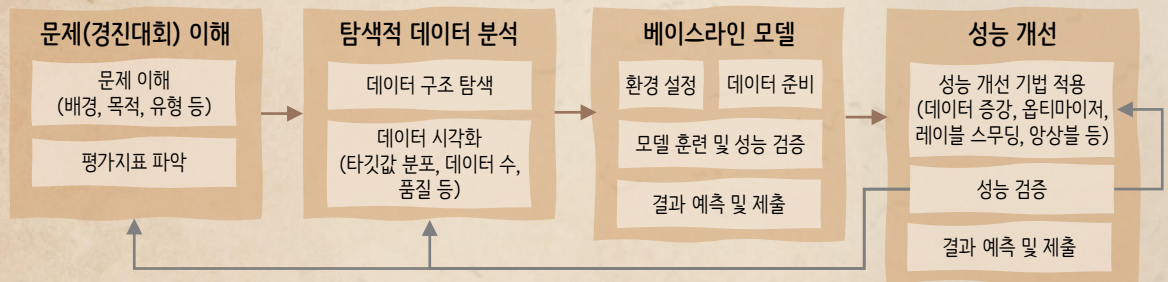 문제(경진대회) 이해
문제 이해
(배경, 목적, 유형 등)
평가지표 파악
탐색적 데이터 분석
데이터 구조 탐색
데이터 시각화
(타깃값 분포, 데이터 수,
품질 등)
베이스라인 모델
환경 설정
데이터 준비
모델 훈련 및 성능 검증
결과 예측 및 제출
성능 개선
성능 개선 기법 적용
(데이터 증강, 옵티마이저,
레이블 스무딩, 앙상블 등)
성능 검증
결과 예측 및 제출